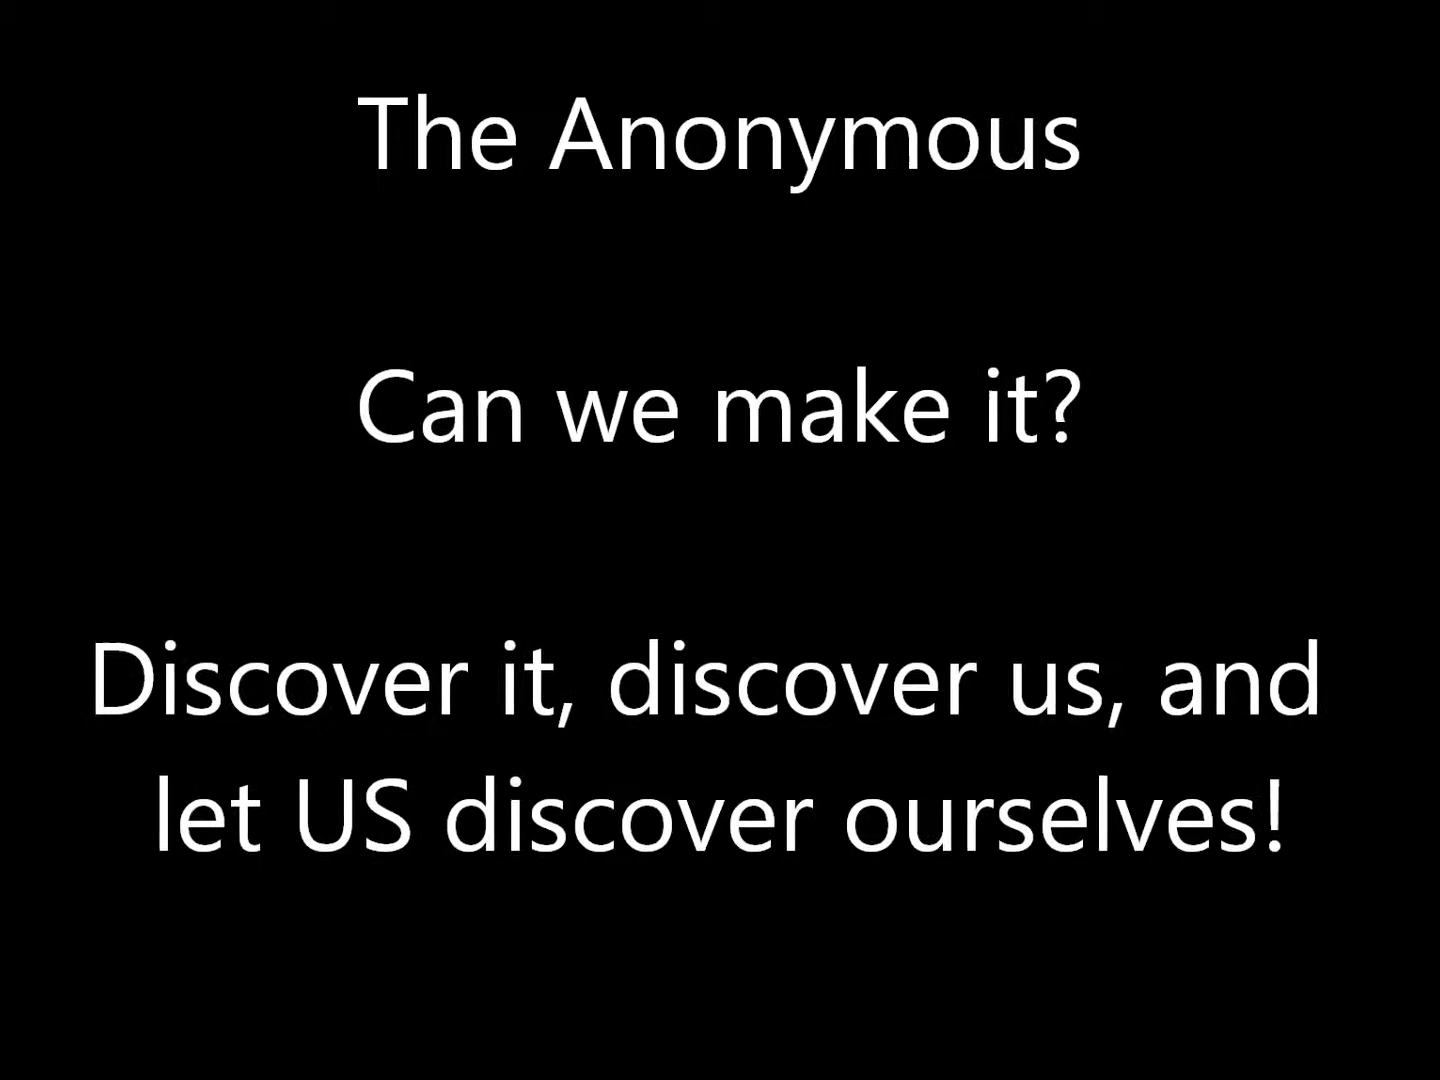 The Anonymous
Can we make it?
Discover it, discover us, and
let US discover ourselves!